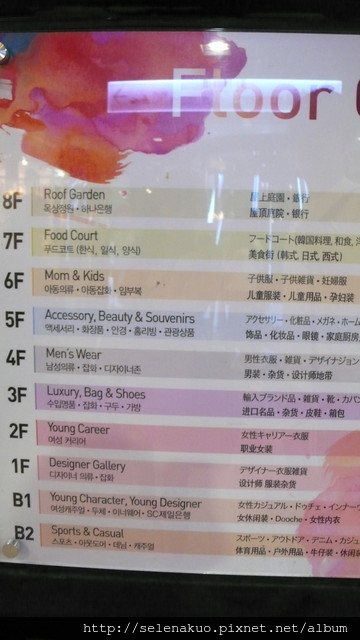 Floor
8F Roof Garden 屋上庭園・銀行
옥상정원・하나은행 屋顶庭院・银行
7F Food Court フードコート(韓国料理, 和食,
푸드코트 (한식, 일식, 양식) 美食街 (韩式, 日式, 西式)
6F Mom & Kids 子供服・子供雑貨・妊婦服
아동의류・아동잡화・임부복 儿童服装・儿童用品・孕妇装
5F Accessory, Beauty & Souvenirs アクセサリー・化粧品・メガネ・ホーム
액세서리・화장품・안경・홈리빙・관광상품 饰品・化妆品・眼镜・家庭厨房
4F Men's Wear 男性衣服・雑貨・デザイナジョン
남성의류・잡화・디자이너존 男装・杂货・设计师地带
3F Luxury, Bag & Shoes 輸入ブランド品・雑貨・靴・カバン
수입명품・잡화・구두・가방 进口名品・杂货・皮鞋・箱包
2F Young Career 女性キャリアー衣服
여성 커리어 职业女装
1F Designer Gallery デザイナー衣服雑貨
디자이너 의류・잡화 设计师 服装杂货
B1 Young Character, Young Designer 女性カジュアル・ドゥチェ・インナー
여성캐주얼・두체・이너웨어・SC제일은행 女休闲装・Dooche・女性内衣
B2 Sports & Casual スポーツ・アウトドア・デニム・カジュ
스포츠・아웃도어・데님・캐주얼 体育用品・户外用品・牛仔装・休闲
http://selenakuo.pixnet.net/album